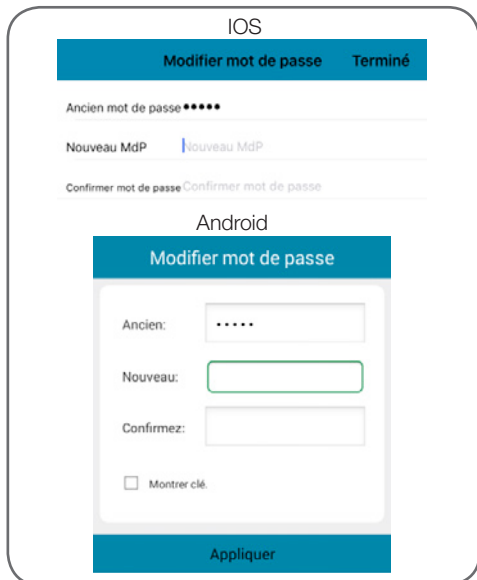 IOS
Modifier mot de passe Terminé
Ancien mot de passe •••••
Nouveau MdP Nouveau MdP
Confirmer mot de passe Confirmer mot de passe
Android
Modifier mot de passe
Ancien: •••••
Nouveau:
Confirmez:
Montrer clé.
Appliquer